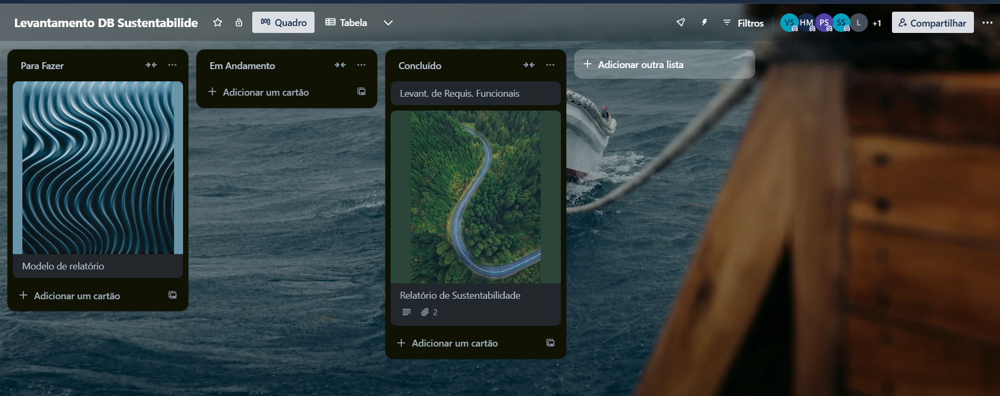 Levantamento DB Sustentabilide
Quadro
Tabela
Filtros
VS
HM
PS
SS
L
+1
Compartilhar
Para Fazer
Modelo de relatório
Adicionar um cartão
Em Andamento
Adicionar um cartão
Concluído
Levant. de Requis. Funcionais
Relatório de Sustentabilidade
2
Adicionar um cartão
Adicionar outra lista